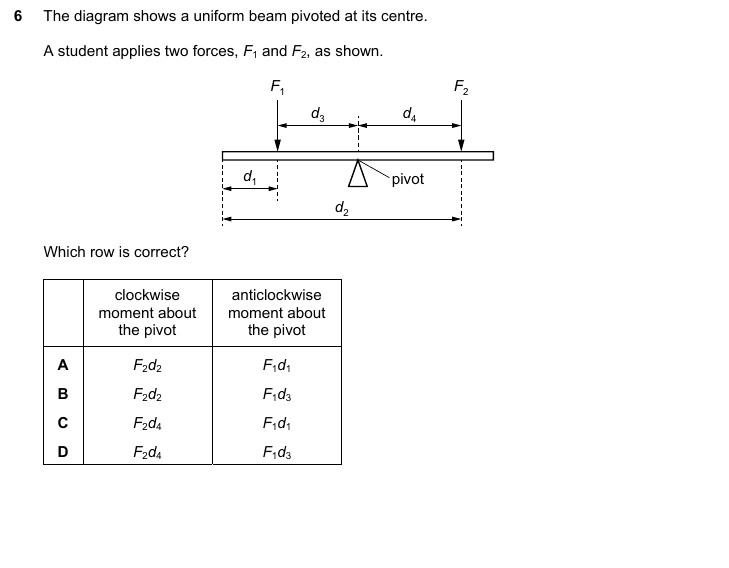 6 The diagram shows a uniform beam pivoted at its centre.
A student applies two forces, F₁ and F₂, as shown.
F₁ F₂
d₃ d₄
d₁ pivot
d₂
Which row is correct?
clockwise moment about the pivot anticlockwise moment about the pivot
A F₂d₂ F₁d₁
B F₂d₂ F₁d₃
C F₂d₄ F₁d₁
D F₂d₄ F₁d₃